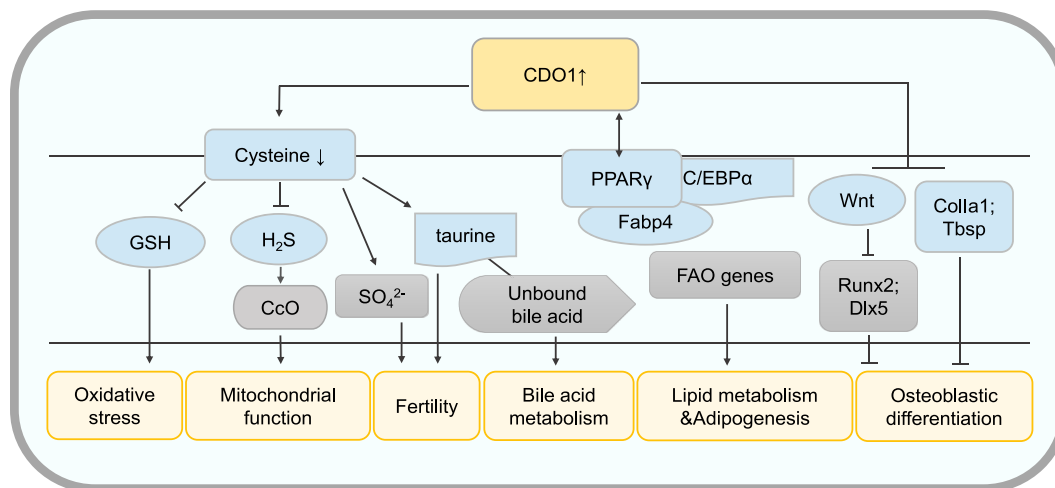 CDO1↑
Cysteine ↓
PPARγ
C/EBPα
Fabp4
Wnt
Colla1;
Tbsp
GSH
H₂S
taurine
CcO
SO₄²⁻
Unbound
bile acid
FAO genes
Runx2;
Dlx5
Oxidative
stress
Mitochondrial
function
Fertility
Bile acid
metabolism
Lipid metabolism
&Adipogenesis
Osteoblastic
differentiation